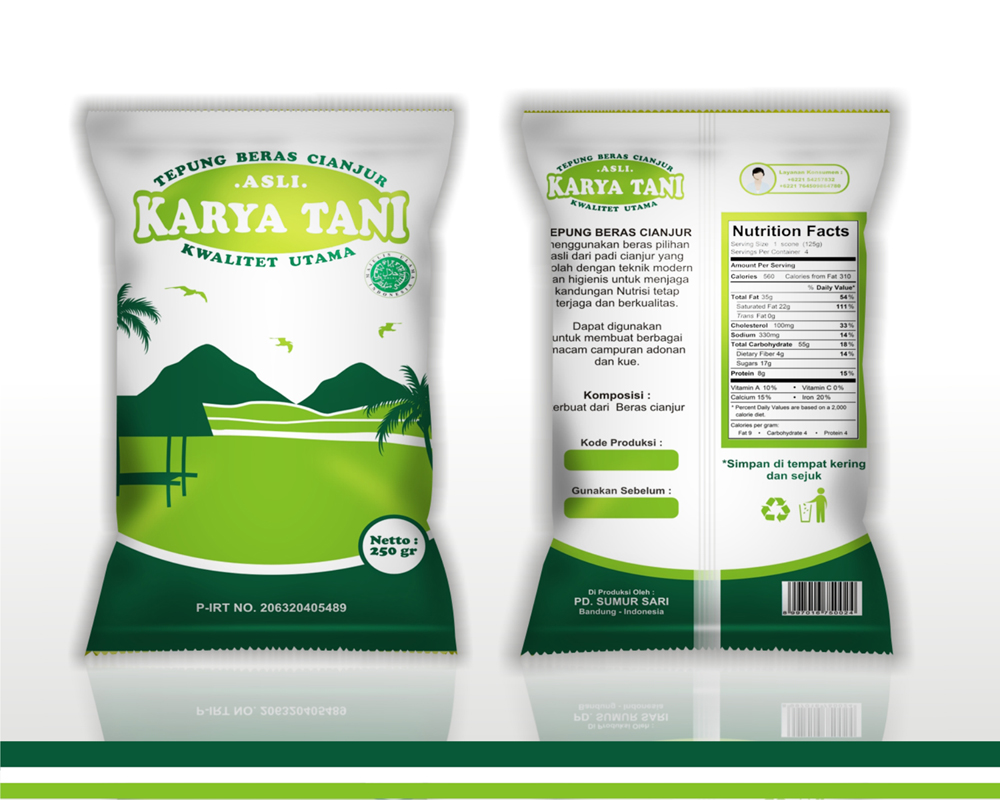 TEPUNG BERAS CIANJUR
.ASLI.
KARYA TANI
KWALITET UTAMA
Netto :
250 gr
P-IRT NO. 206320405489
TEPUNG BERAS CIANJUR
.ASLI.
KARYA TANI
KWALITET UTAMA
EPUNG BERAS CIANJUR
nenggunakan beras pilihan
asli dari padi cianjur yang
olah dengan teknik modern
an higienis untuk menjaga
kandungan Nutrisi tetap
terjaga dan berkualitas.
Dapat digunakan
untuk membuat berbagai
macam campuran adonan
dan kue.
Komposisi :
erbuat dari Beras cianjur
Kode Produksi :
Gunakan Sebelum :
Di Produksi Oleh :
PD. SUMUR SARI
Bandung - Indonesia
Layanan Konsumen :
Nutrition Facts
Serving Size 1 scone (125g)
Servings Per Container 4
Amount Per Serving
Calories 560 Calories from Fat 310
% Daily Value*
Total Fat 35g 54%
Saturated Fat 22g 111%
Trans Fat 0g
Cholesterol 100mg 33%
Sodium 330mg 14%
Total Carbohydrate 55g 18%
Dietary Fiber 4g 14%
Sugars 17g
Protein 8g 15%
Vitamin A 10% • Vitamin C 0%
Calcium 15% • Iron 20%
* Percent Daily Values are based on a 2,000
calorie diet.
Calories per gram:
Fat 9 • Carbohydrate 4 • Protein 4
*Simpan di tempat kering
dan sejuk